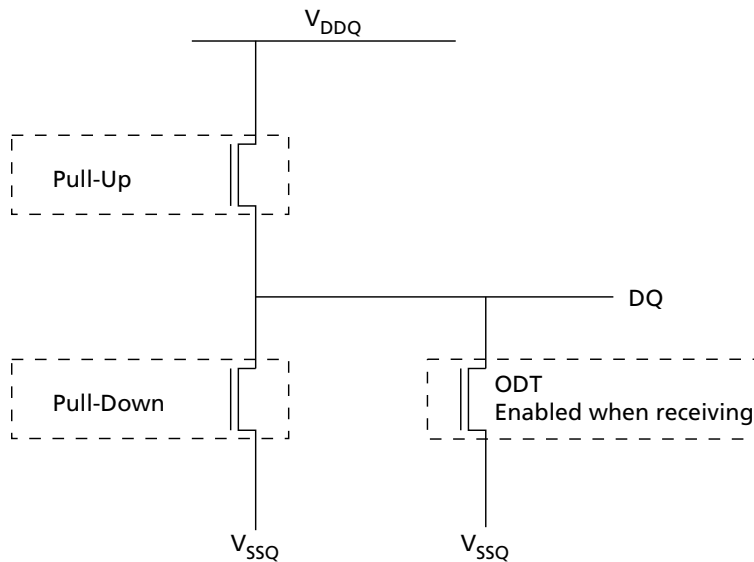 VDDQ
Pull-Up
DQ
Pull-Down
ODT
Enabled when receiving
VSSQ
VSSQ